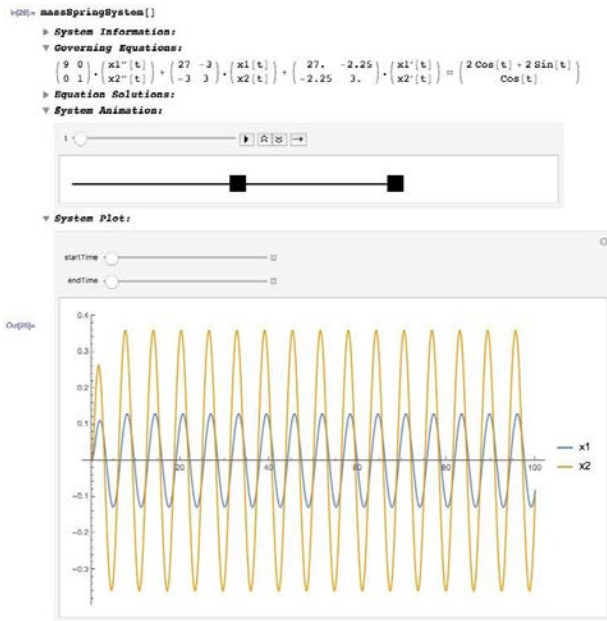 In[26]:= massSpringSystem[]
System Information:
Governing Equations:
( 9 0 ) . ( x1''[t] ) + ( 27 -3 ) . ( x1[t] ) + ( 27. -2.25 ) . ( x1'[t] ) = ( 2 Cos[t] + 2 Sin[t] )
( 0 1 ) ( x2''[t] ) ( -3 3 ) ( x2[t] ) ( -2.25 3. ) ( x2'[t] ) ( Cos[t] )
Equation Solutions:
System Animation:
t
System Plot:
startTime
endTime
Out[26]=
0.4
0.3
0.2
0.1
-0.1
-0.2
-0.3
20
40
60
80
100
x1
x2